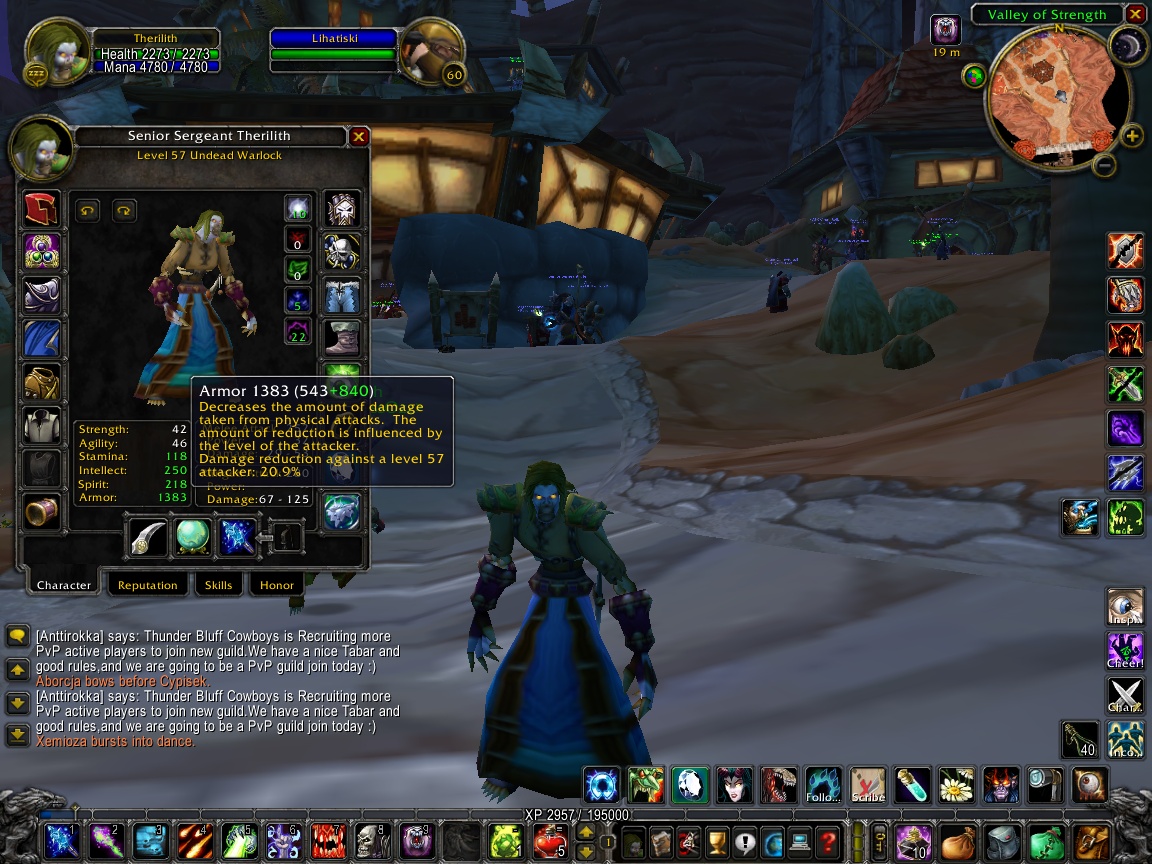 Therilith
Health 2273 / 2273
Mana 4780 / 4780
zzz
Lihatiski
60
Valley of Strength
19 m
N
Senior Sergeant Therilith
Level 57 Undead Warlock
10
0
0
5
22
Armor 1383 (543+840)
Decreases the amount of damage
taken from physical attacks. The
amount of reduction is influenced by
the level of the attacker.
Damage reduction against a level 57
attacker: 20.9%
Strength: 42
Agility: 46
Stamina: 118
Intellect: 250
Spirit: 218
Armor: 1383
Power:
Damage: 67 - 125
Character
Reputation
Skills
Honor
[Anttirokka] says: Thunder Bluff Cowboys is Recruiting more
PvP active players to join new guild.We have a nice Tabar and
good rules,and we are going to be a PvP guild join today :)
Aborcja bows before Cypisek.
[Anttirokka] says: Thunder Bluff Cowboys is Recruiting more
PvP active players to join new guild.We have a nice Tabar and
good rules,and we are going to be a PvP guild join today :)
Xemioza bursts into dance.
Inspi
Cheer!
Char..
40
Inco..
Follo...
Scribe
XP 2957 / 195000
1
2
3
4
5
6
7
8
9
=
5
1
10